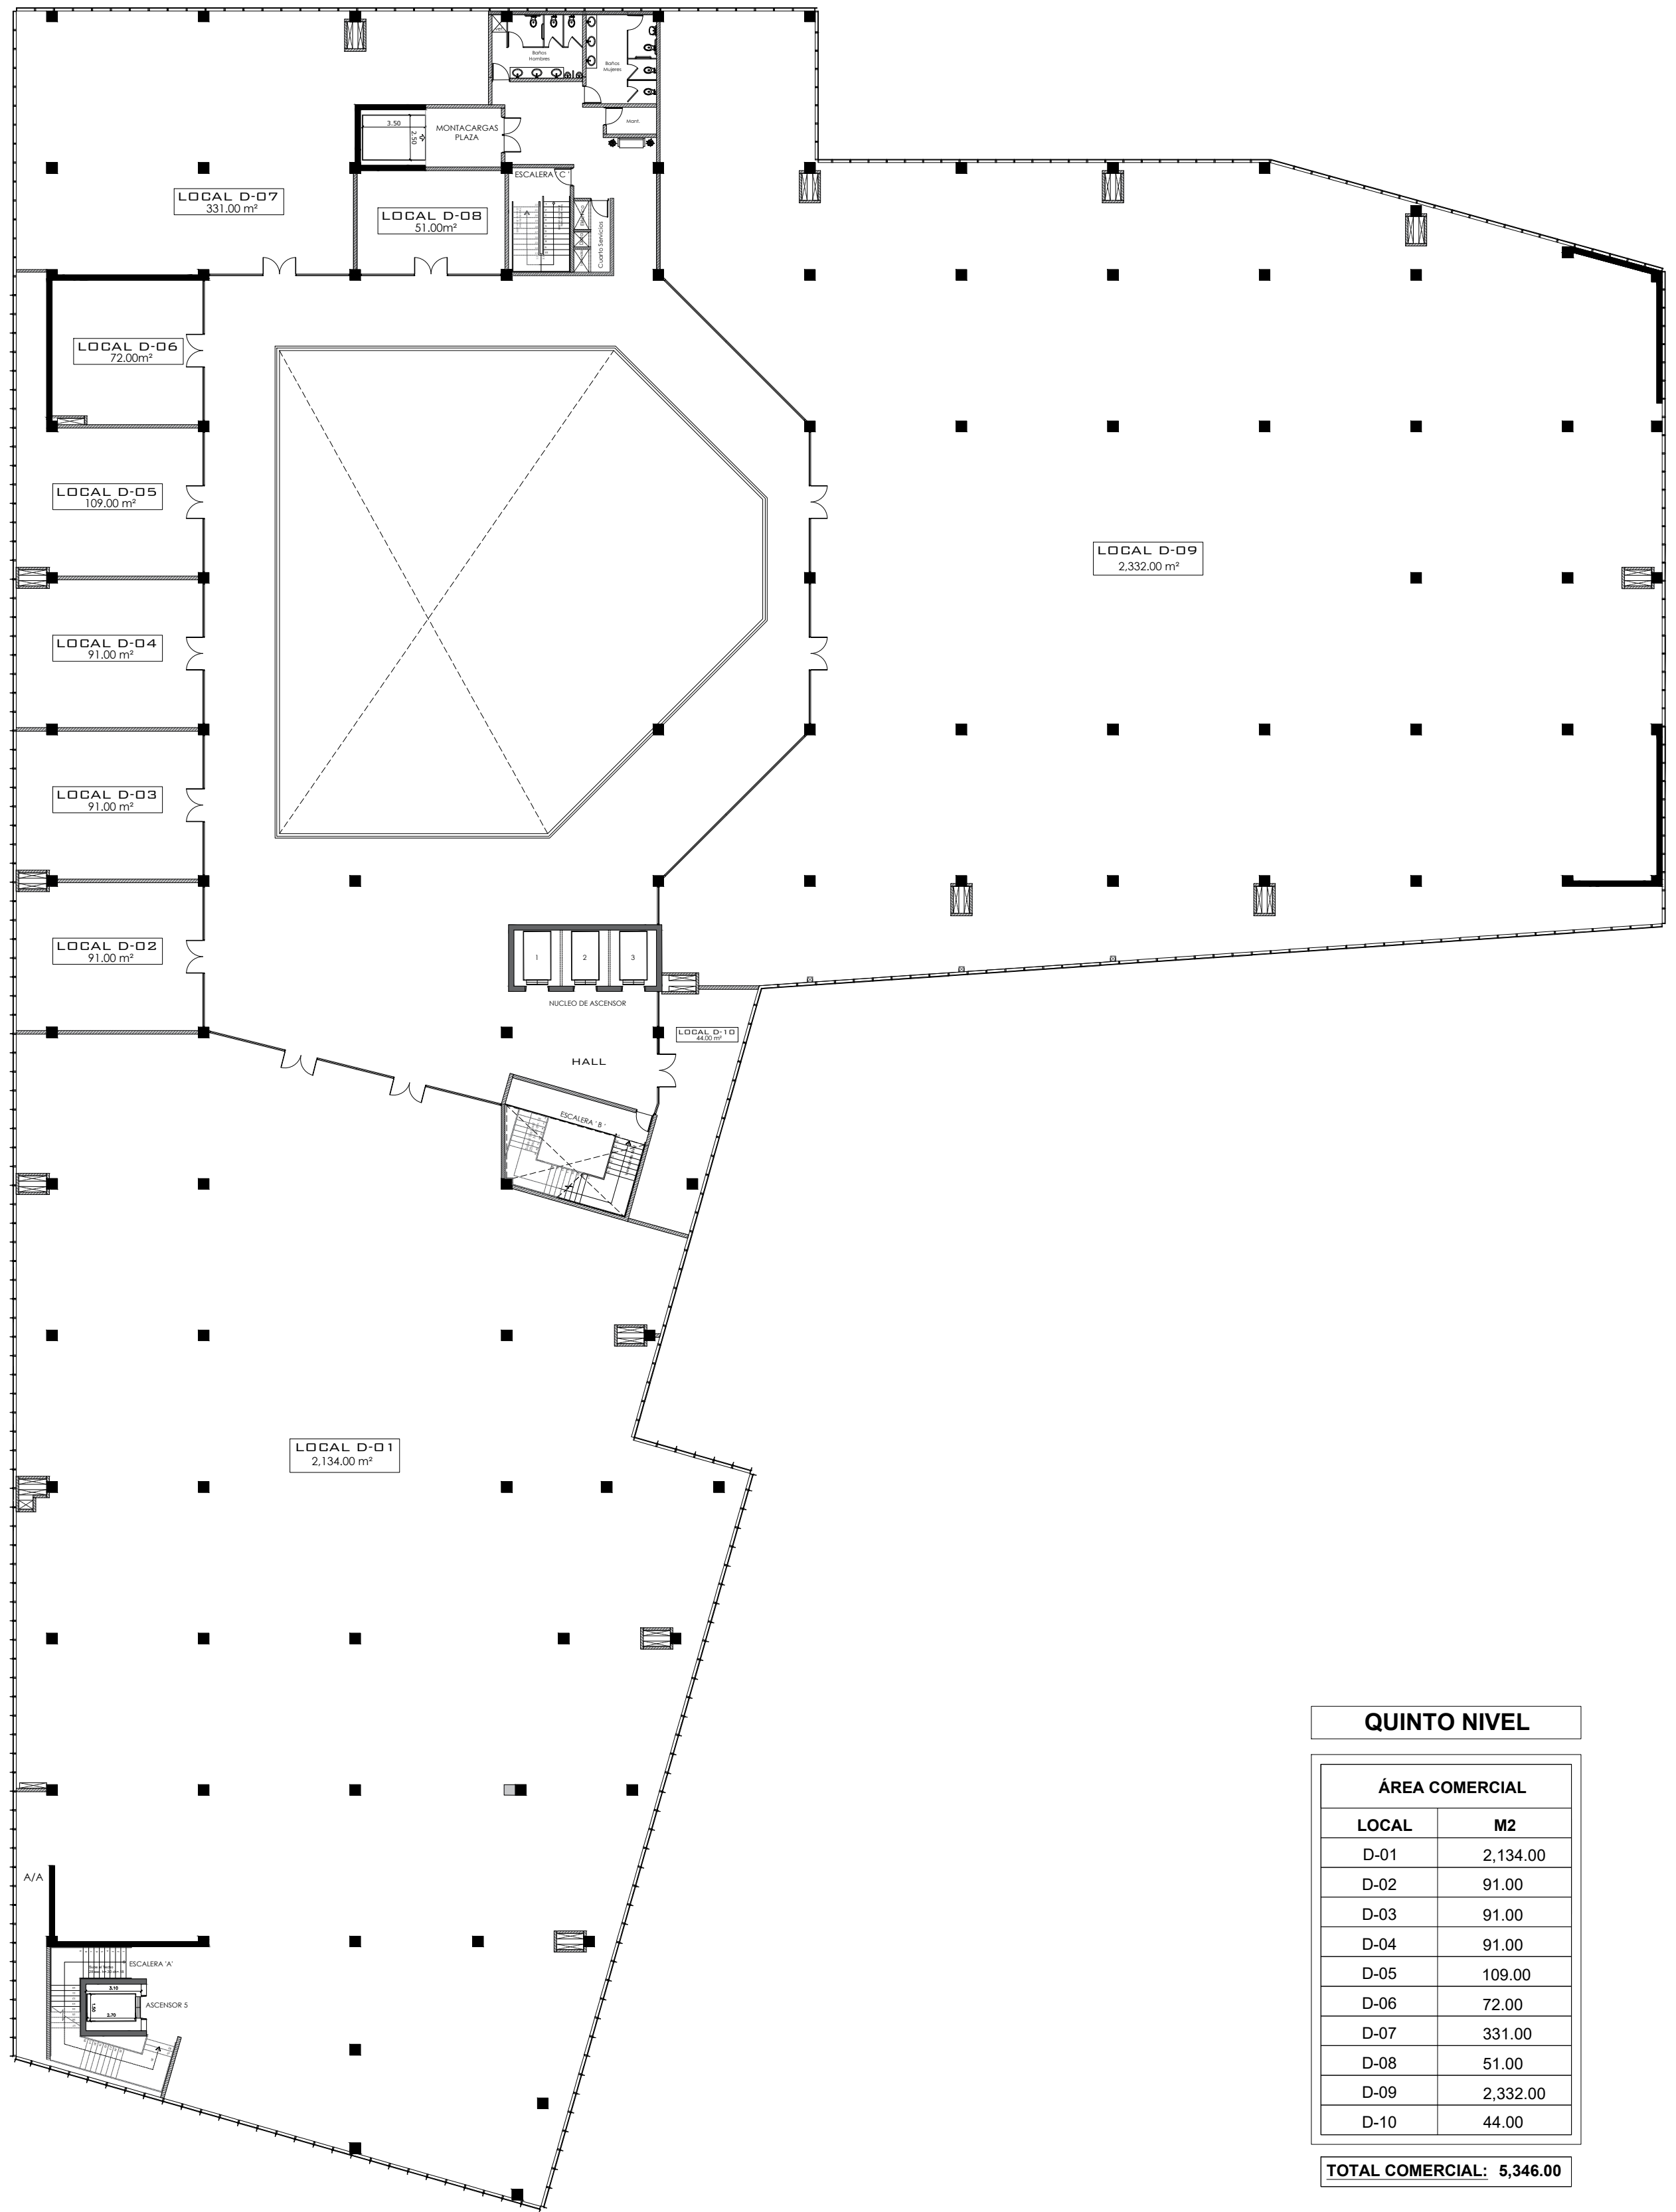 Baños
Hombres
Baños
Mujeres
Mant.
3.50
2.50
MONTACARGAS
PLAZA
ESCALERA ' C '
Cuarto Servicios
LOCAL D-07
331.00 m²
LOCAL D-08
51.00m²
LOCAL D-06
72.00m²
LOCAL D-05
109.00 m²
LOCAL D-09
2,332.00 m²
LOCAL D-04
91.00 m²
LOCAL D-03
91.00 m²
LOCAL D-02
91.00 m²
1
2
3
NUCLEO DE ASCENSOR
LOCAL D-10
44.00 m²
HALL
ESCALERA ' B '
LOCAL D-01
2,134.00 m²
A/A
ESCALERA 'A'
3.10
1.50
2.70
ASCENSOR 5
QUINTO NIVEL
ÁREA COMERCIAL
LOCAL M2
D-01 2,134.00
D-02 91.00
D-03 91.00
D-04 91.00
D-05 109.00
D-06 72.00
D-07 331.00
D-08 51.00
D-09 2,332.00
D-10 44.00
TOTAL COMERCIAL: 5,346.00